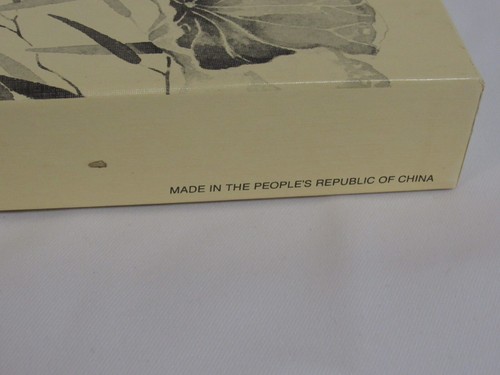 MADE IN THE PEOPLE'S REPUBLIC OF CHINA